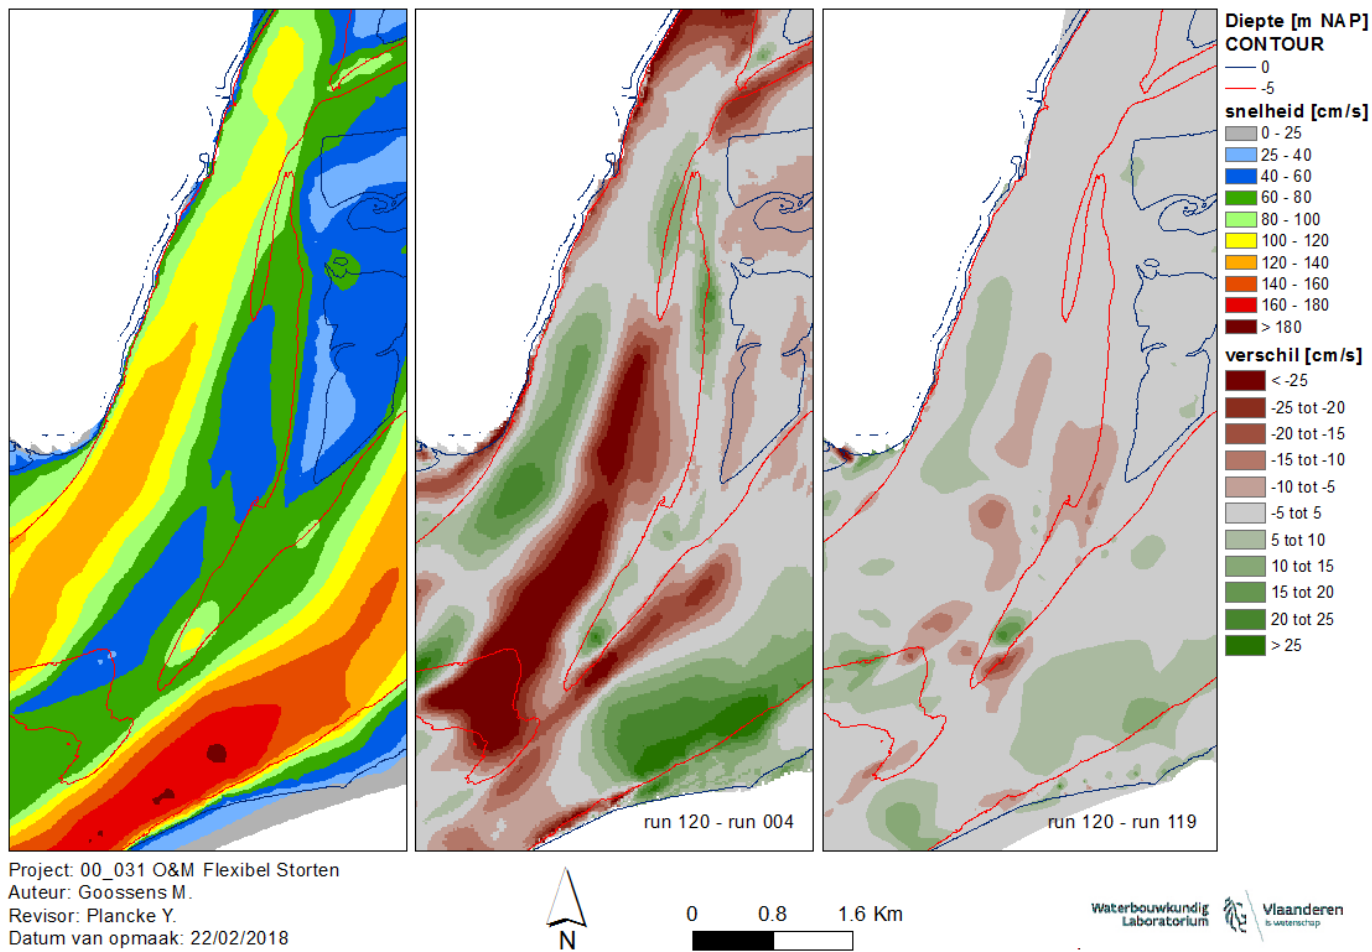 Diepte [m NAP]
CONTOUR
0
-5
snelheid [cm/s]
0 - 25
25 - 40
40 - 60
60 - 80
80 - 100
100 - 120
120 - 140
140 - 160
160 - 180
> 180
verschil [cm/s]
< -25
-25 tot -20
-20 tot -15
-15 tot -10
-10 tot -5
-5 tot 5
5 tot 10
10 tot 15
15 tot 20
20 tot 25
> 25
run 120 - run 004
run 120 - run 119
Project: 00_031 O&M Flexibel Storten
Auteur: Goossens M.
Revisor: Plancke Y.
Datum van opmaak: 22/02/2018
N
0 0.8 1.6 Km
Waterbouwkundig
Laboratorium
Vlaanderen
is wetenschap